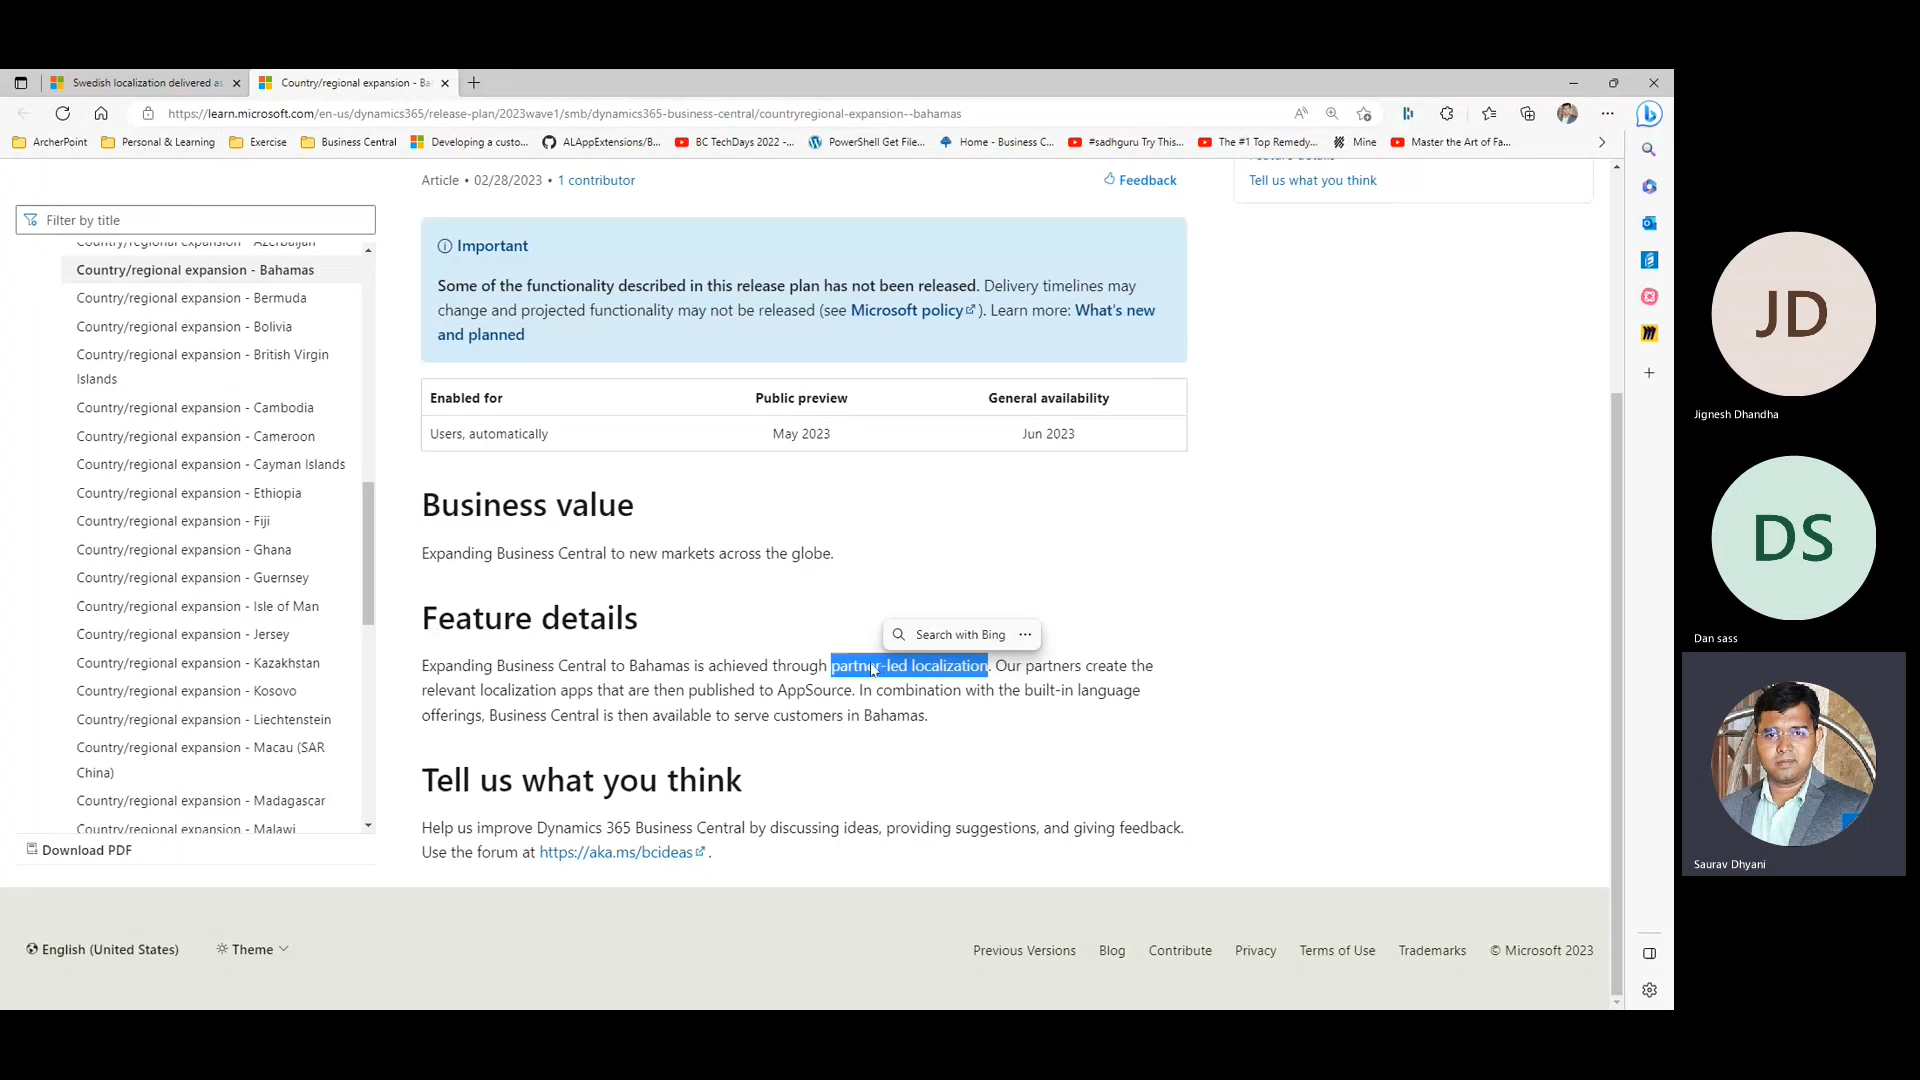 Swedish localization delivered as
Country/regional expansion - Ba
https://learn.microsoft.com/en-us/dynamics365/release-plan/2023wave1/smb/dynamics365-business-central/countryregional-expansion--bahamas
ArcherPoint
Personal & Learning
Exercise
Business Central
Developing a custo...
ALAppExtensions/B...
BC TechDays 2022 -...
PowerShell Get File...
Home - Business C...
#sadhguru Try This...
The #1 Top Remedy...
Mine
Master the Art of Fa...
Filter by title
Country/regional expansion - Azerbaijan
Country/regional expansion - Bahamas
Country/regional expansion - Bermuda
Country/regional expansion - Bolivia
Country/regional expansion - British Virgin
Islands
Country/regional expansion - Cambodia
Country/regional expansion - Cameroon
Country/regional expansion - Cayman Islands
Country/regional expansion - Ethiopia
Country/regional expansion - Fiji
Country/regional expansion - Ghana
Country/regional expansion - Guernsey
Country/regional expansion - Isle of Man
Country/regional expansion - Jersey
Country/regional expansion - Kazakhstan
Country/regional expansion - Kosovo
Country/regional expansion - Liechtenstein
Country/regional expansion - Macau (SAR
China)
Country/regional expansion - Madagascar
Country/regional expansion - Malawi
Download PDF
Article • 02/28/2023 • 1 contributor
Feedback
Important
Some of the functionality described in this release plan has not been released. Delivery timelines may
change and projected functionality may not be released (see Microsoft policy). Learn more: What's new
and planned
Enabled for Public preview General availability
Users, automatically May 2023 Jun 2023
Business value
Expanding Business Central to new markets across the globe.
Feature details
Search with Bing ...
Expanding Business Central to Bahamas is achieved through partner-led localization. Our partners create the
relevant localization apps that are then published to AppSource. In combination with the built-in language
offerings, Business Central is then available to serve customers in Bahamas.
Tell us what you think
Help us improve Dynamics 365 Business Central by discussing ideas, providing suggestions, and giving feedback.
Use the forum at https://aka.ms/bcideas .
Feature details
Tell us what you think
English (United States)
Theme
Previous Versions
Blog
Contribute
Privacy
Terms of Use
Trademarks
© Microsoft 2023
JD
Jignesh Dhandha
DS
Dan sass
Saurav Dhyani